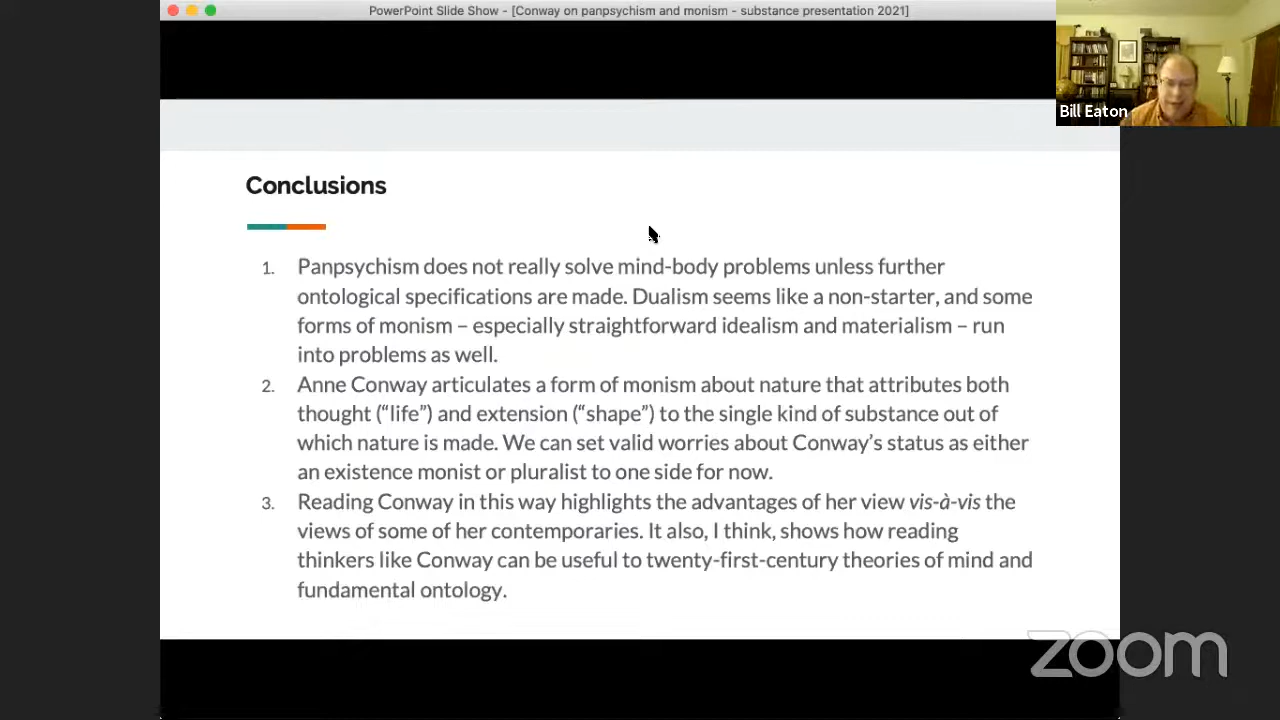 PowerPoint Slide Show - [Conway on panpsychism and monism - substance presentation 2021]
Bill Eaton
Conclusions
1. Panpsychism does not really solve mind-body problems unless further
ontological specifications are made. Dualism seems like a non-starter, and some
forms of monism – especially straightforward idealism and materialism – run
into problems as well.
2. Anne Conway articulates a form of monism about nature that attributes both
thought (“life”) and extension (“shape”) to the single kind of substance out of
which nature is made. We can set valid worries about Conway’s status as either
an existence monist or pluralist to one side for now.
3. Reading Conway in this way highlights the advantages of her view vis-à-vis the
views of some of her contemporaries. It also, I think, shows how reading
thinkers like Conway can be useful to twenty-first-century theories of mind and
fundamental ontology.
zoom